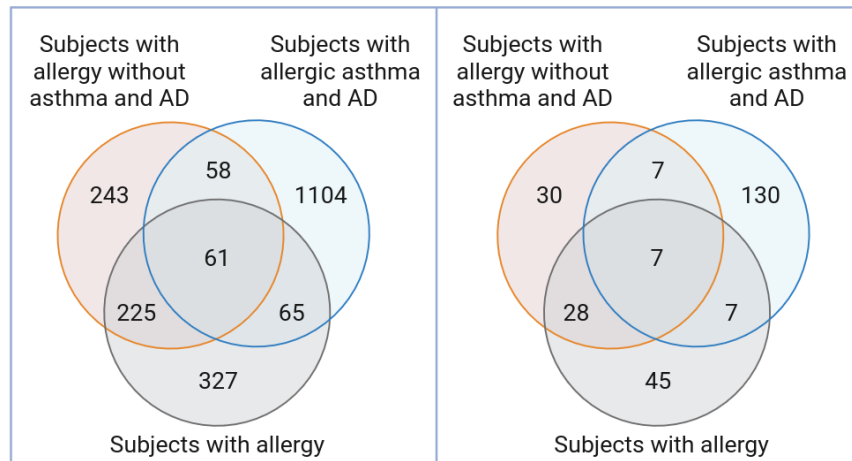 Subjects with
allergy without
asthma and AD
Subjects with
allergic asthma
and AD
243
58
1104
61
225
65
327
Subjects with allergy
Subjects with
allergy without
asthma and AD
Subjects with
allergic asthma
and AD
30
7
130
7
28
7
45
Subjects with allergy